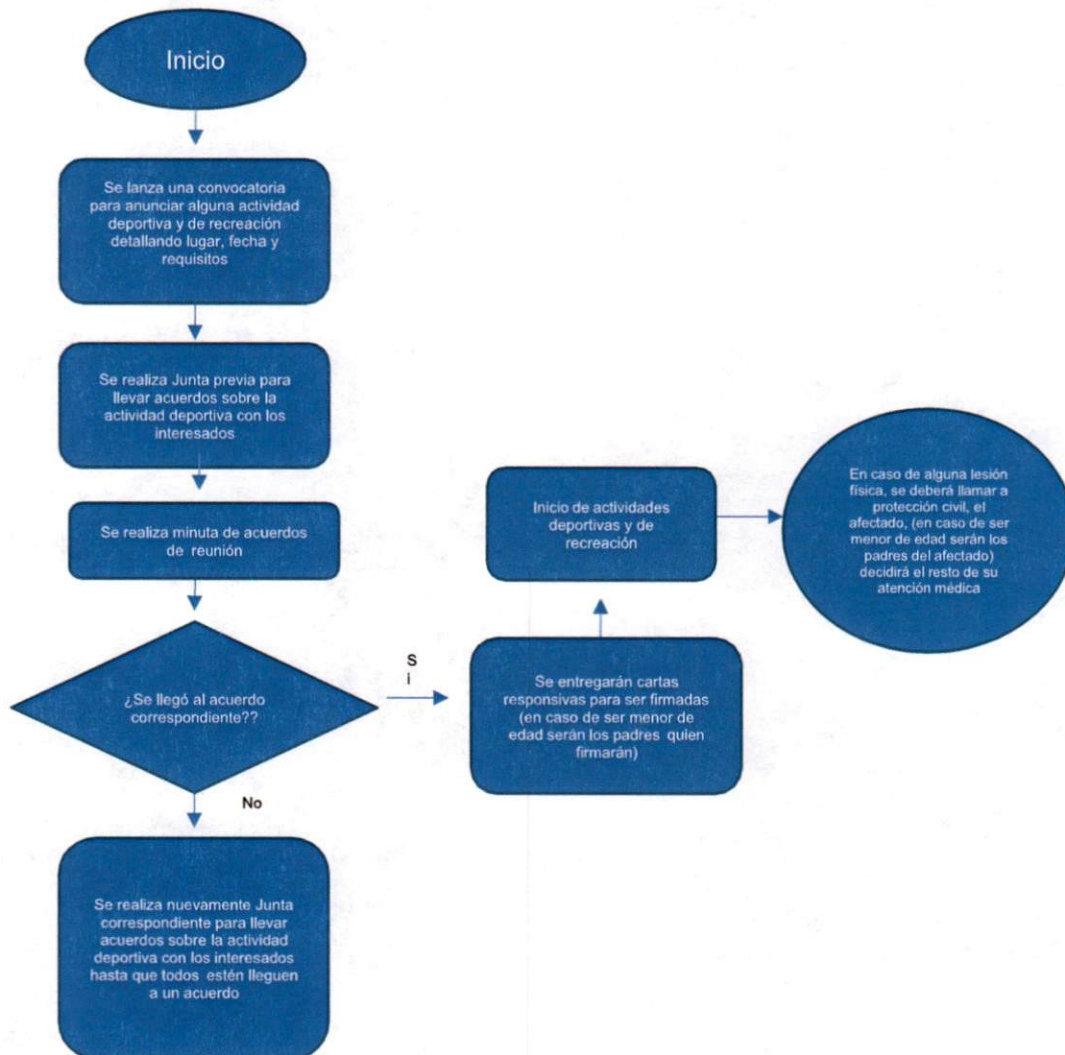 Inicio
Se lanza una convocatoria
para anunciar alguna actividad
deportiva y de recreación
detallando lugar, fecha y
requisitos
Se realiza Junta previa para
llevar acuerdos sobre la
actividad deportiva con los
interesados
Se realiza minuta de acuerdos
de reunión
¿Se llegó al acuerdo
correspondiente??
S
i
No
Se realiza nuevamente Junta
correspondiente para llevar
acuerdos sobre la actividad
deportiva con los interesados
hasta que todos estén lleguen
a un acuerdo
Se entregarán cartas
responsivas para ser firmadas
(en caso de ser menor de
edad serán los padres quien
firmarán)
Inicio de actividades
deportivas y de
recreación
En caso de alguna lesión
física, se deberá llamar a
protección civil, el
afectado, (en caso de ser
menor de edad serán los
padres del afectado)
decidirá el resto de su
atención médica